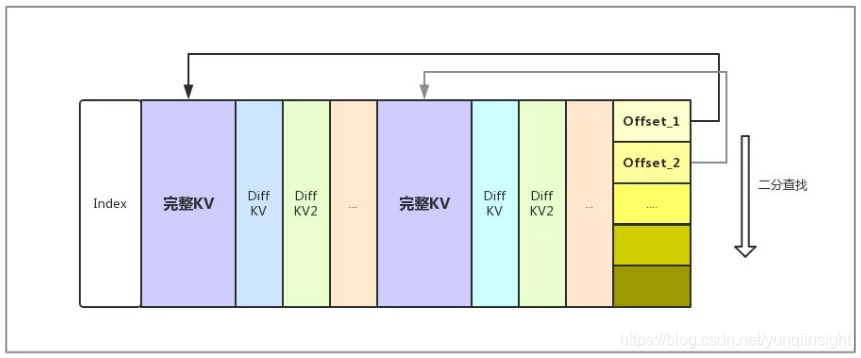 Index
完整KV
Diff
KV
Diff
KV2
...
完整KV
Diff
KV
Diff
KV2
...
Offset_1
Offset_2
....
二分查找
https://blog.csdn.net/yunqiinsight